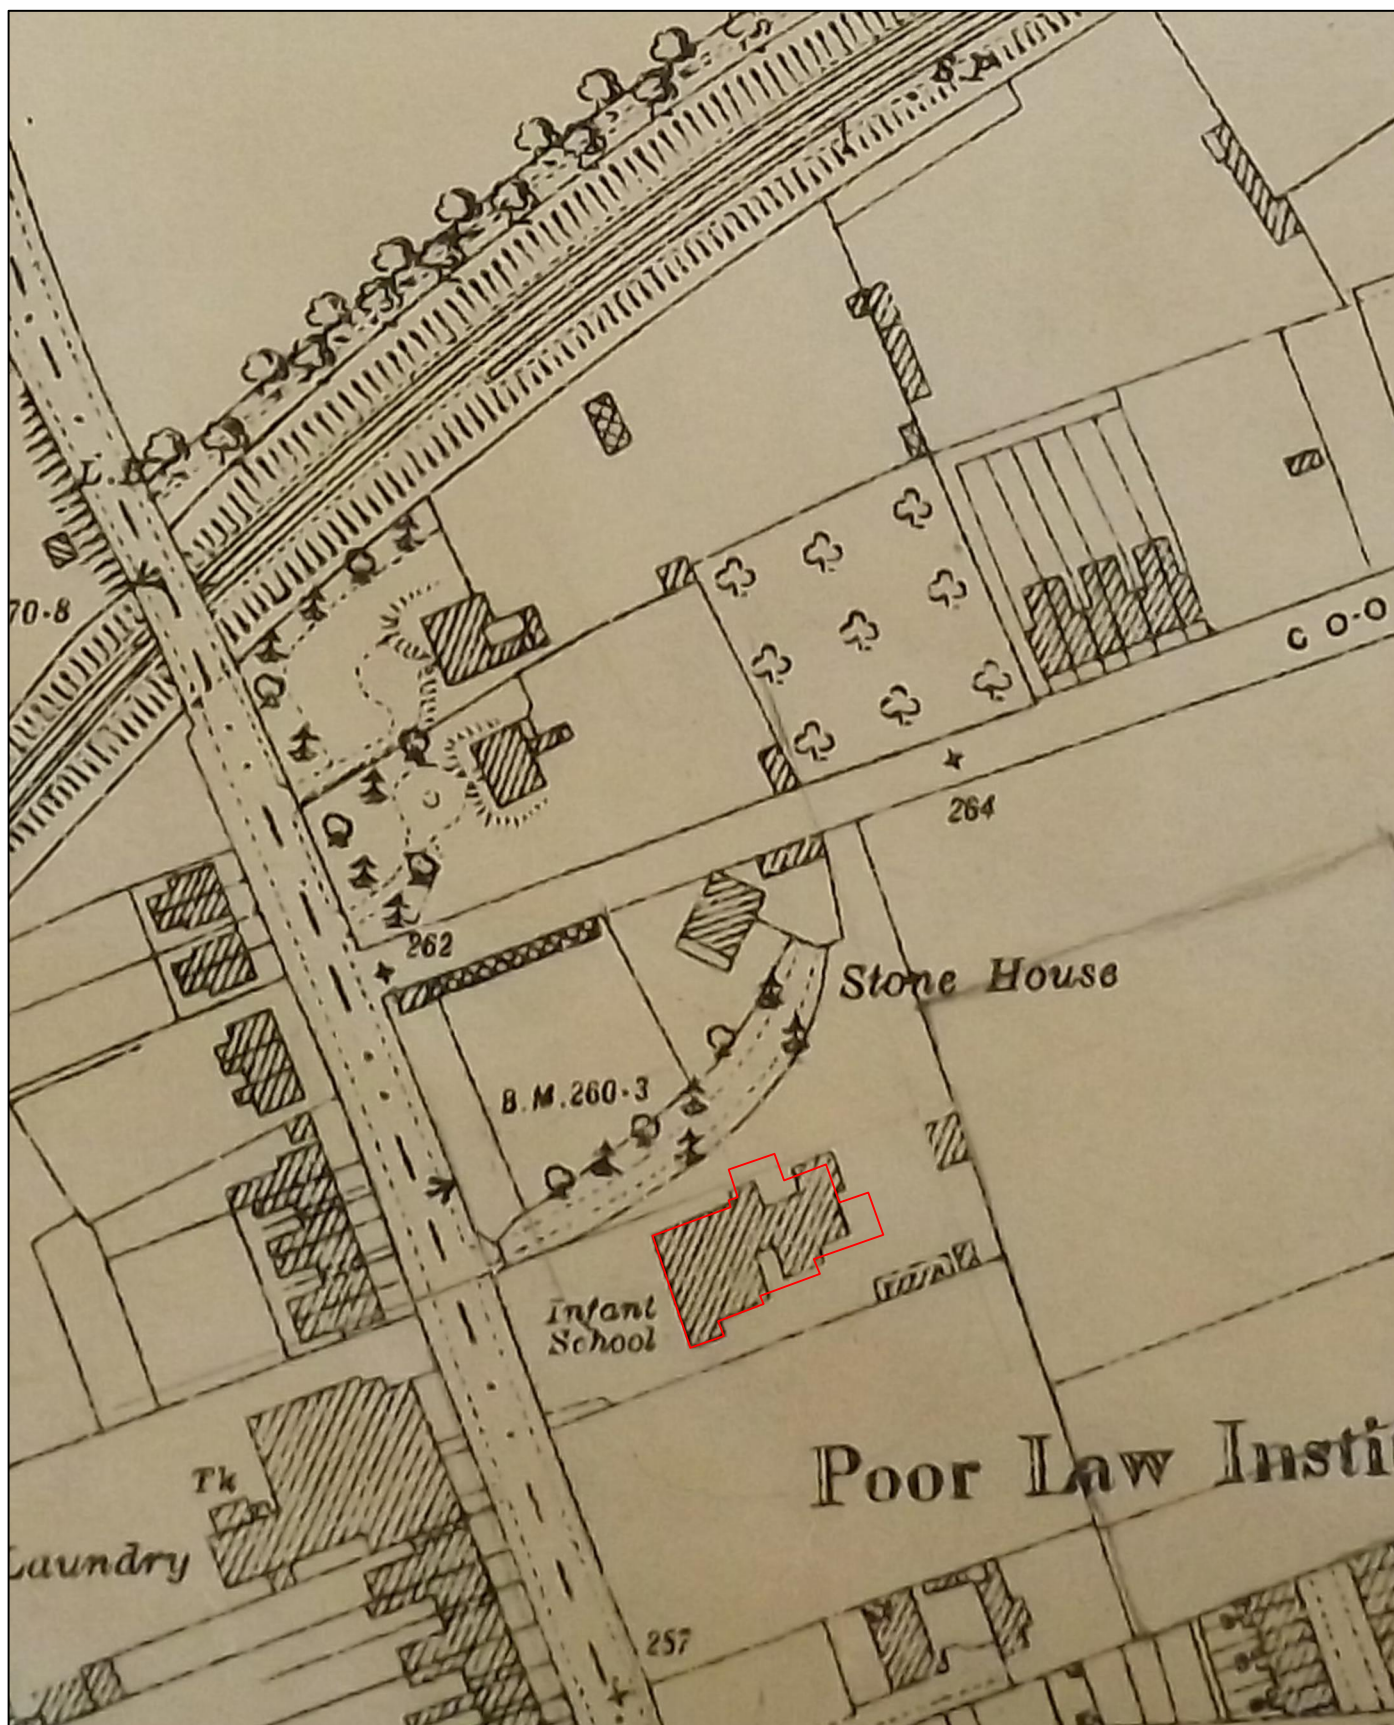 S.P.
L.B.
70·8
C O-O
264
262
Stone House
B.M.260·3
Infant
School
Poor Law Insti
Tk
Laundry
257